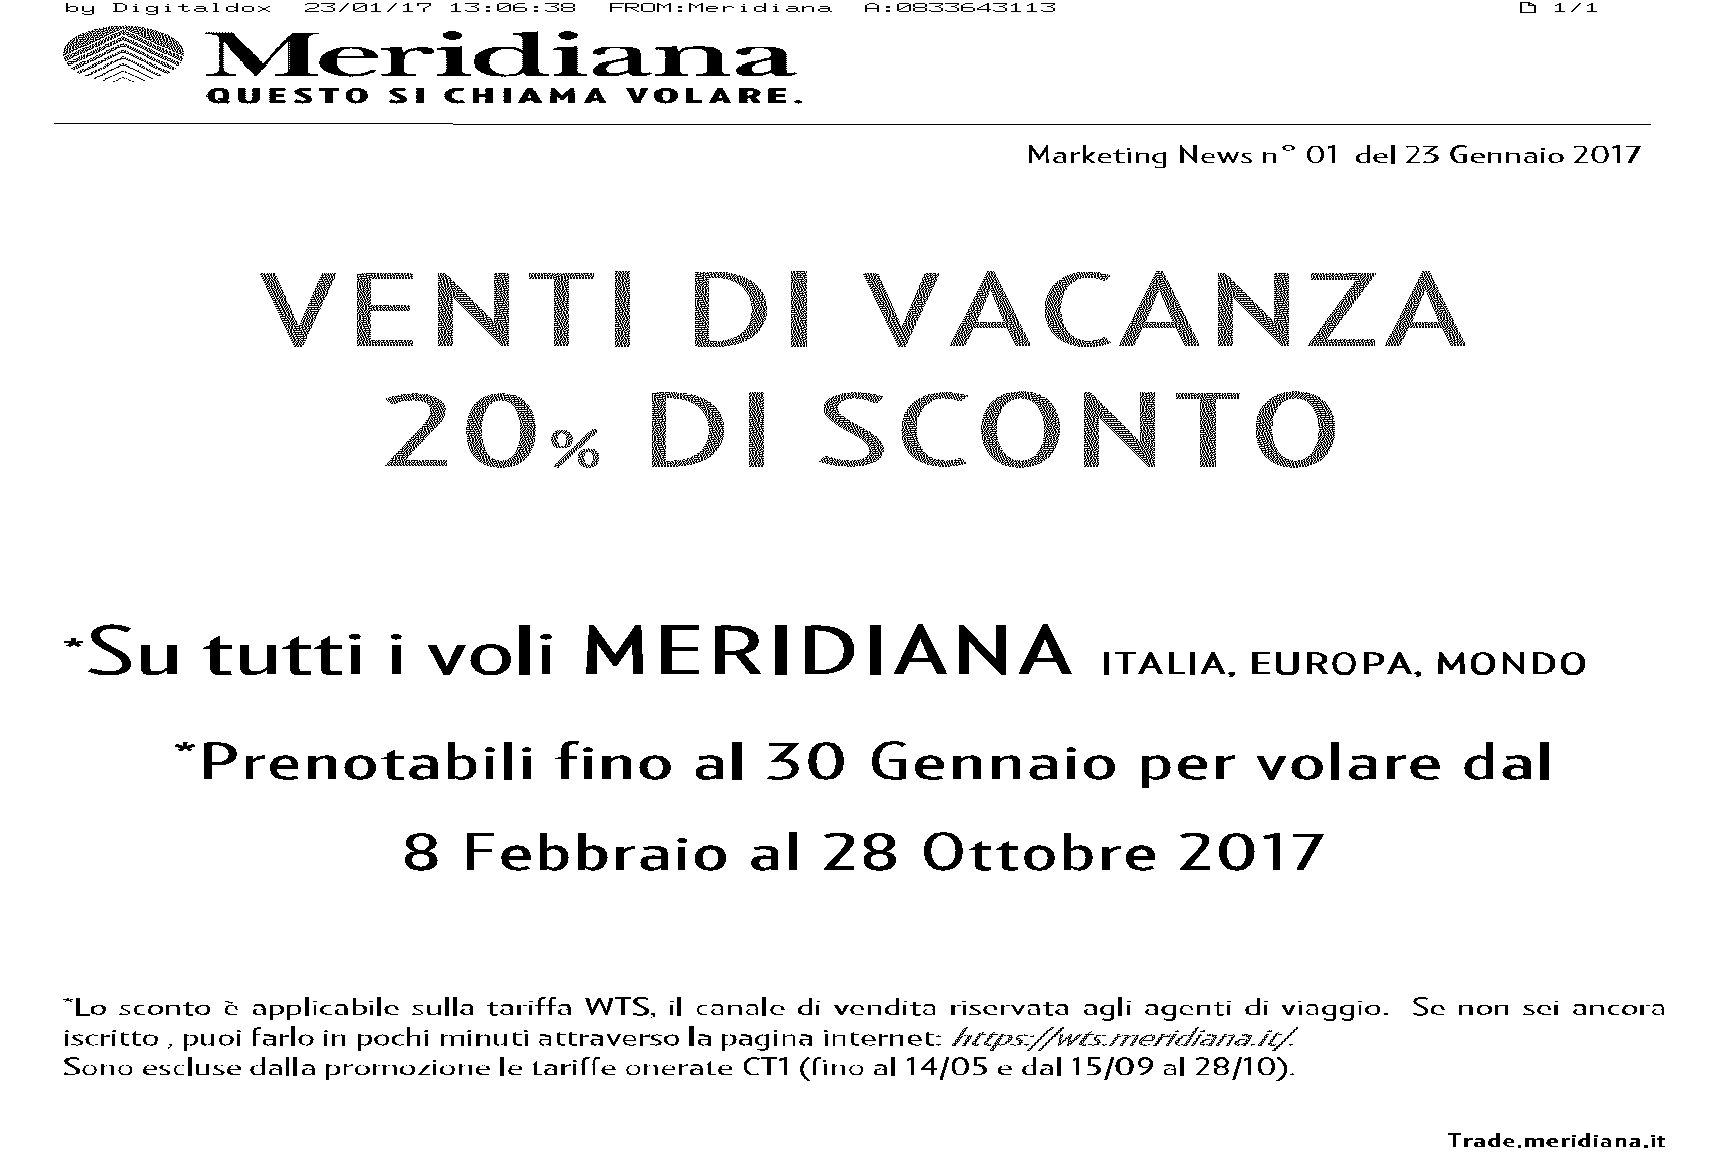 by Digitaldox 23/01/17 13:06:38 FROM:Meridiana A:0833643113 1/1
Meridiana
QUESTO SI CHIAMA VOLARE.
Marketing News n° 01 del 23 Gennaio 2017
VENTI DI VACANZA
20% DI SCONTO
*Su tutti i voli MERIDIANA ITALIA, EUROPA, MONDO
*Prenotabili fino al 30 Gennaio per volare dal
8 Febbraio al 28 Ottobre 2017
*Lo sconto è applicabile sulla tariffa WTS, il canale di vendita riservata agli agenti di viaggio. Se non sei ancora
iscritto , puoi farlo in pochi minuti attraverso la pagina internet: https://wts.meridiana.it/.
Sono escluse dalla promozione le tariffe onerate CT1 (fino al 14/05 e dal 15/09 al 28/10).
Trade.meridiana.it